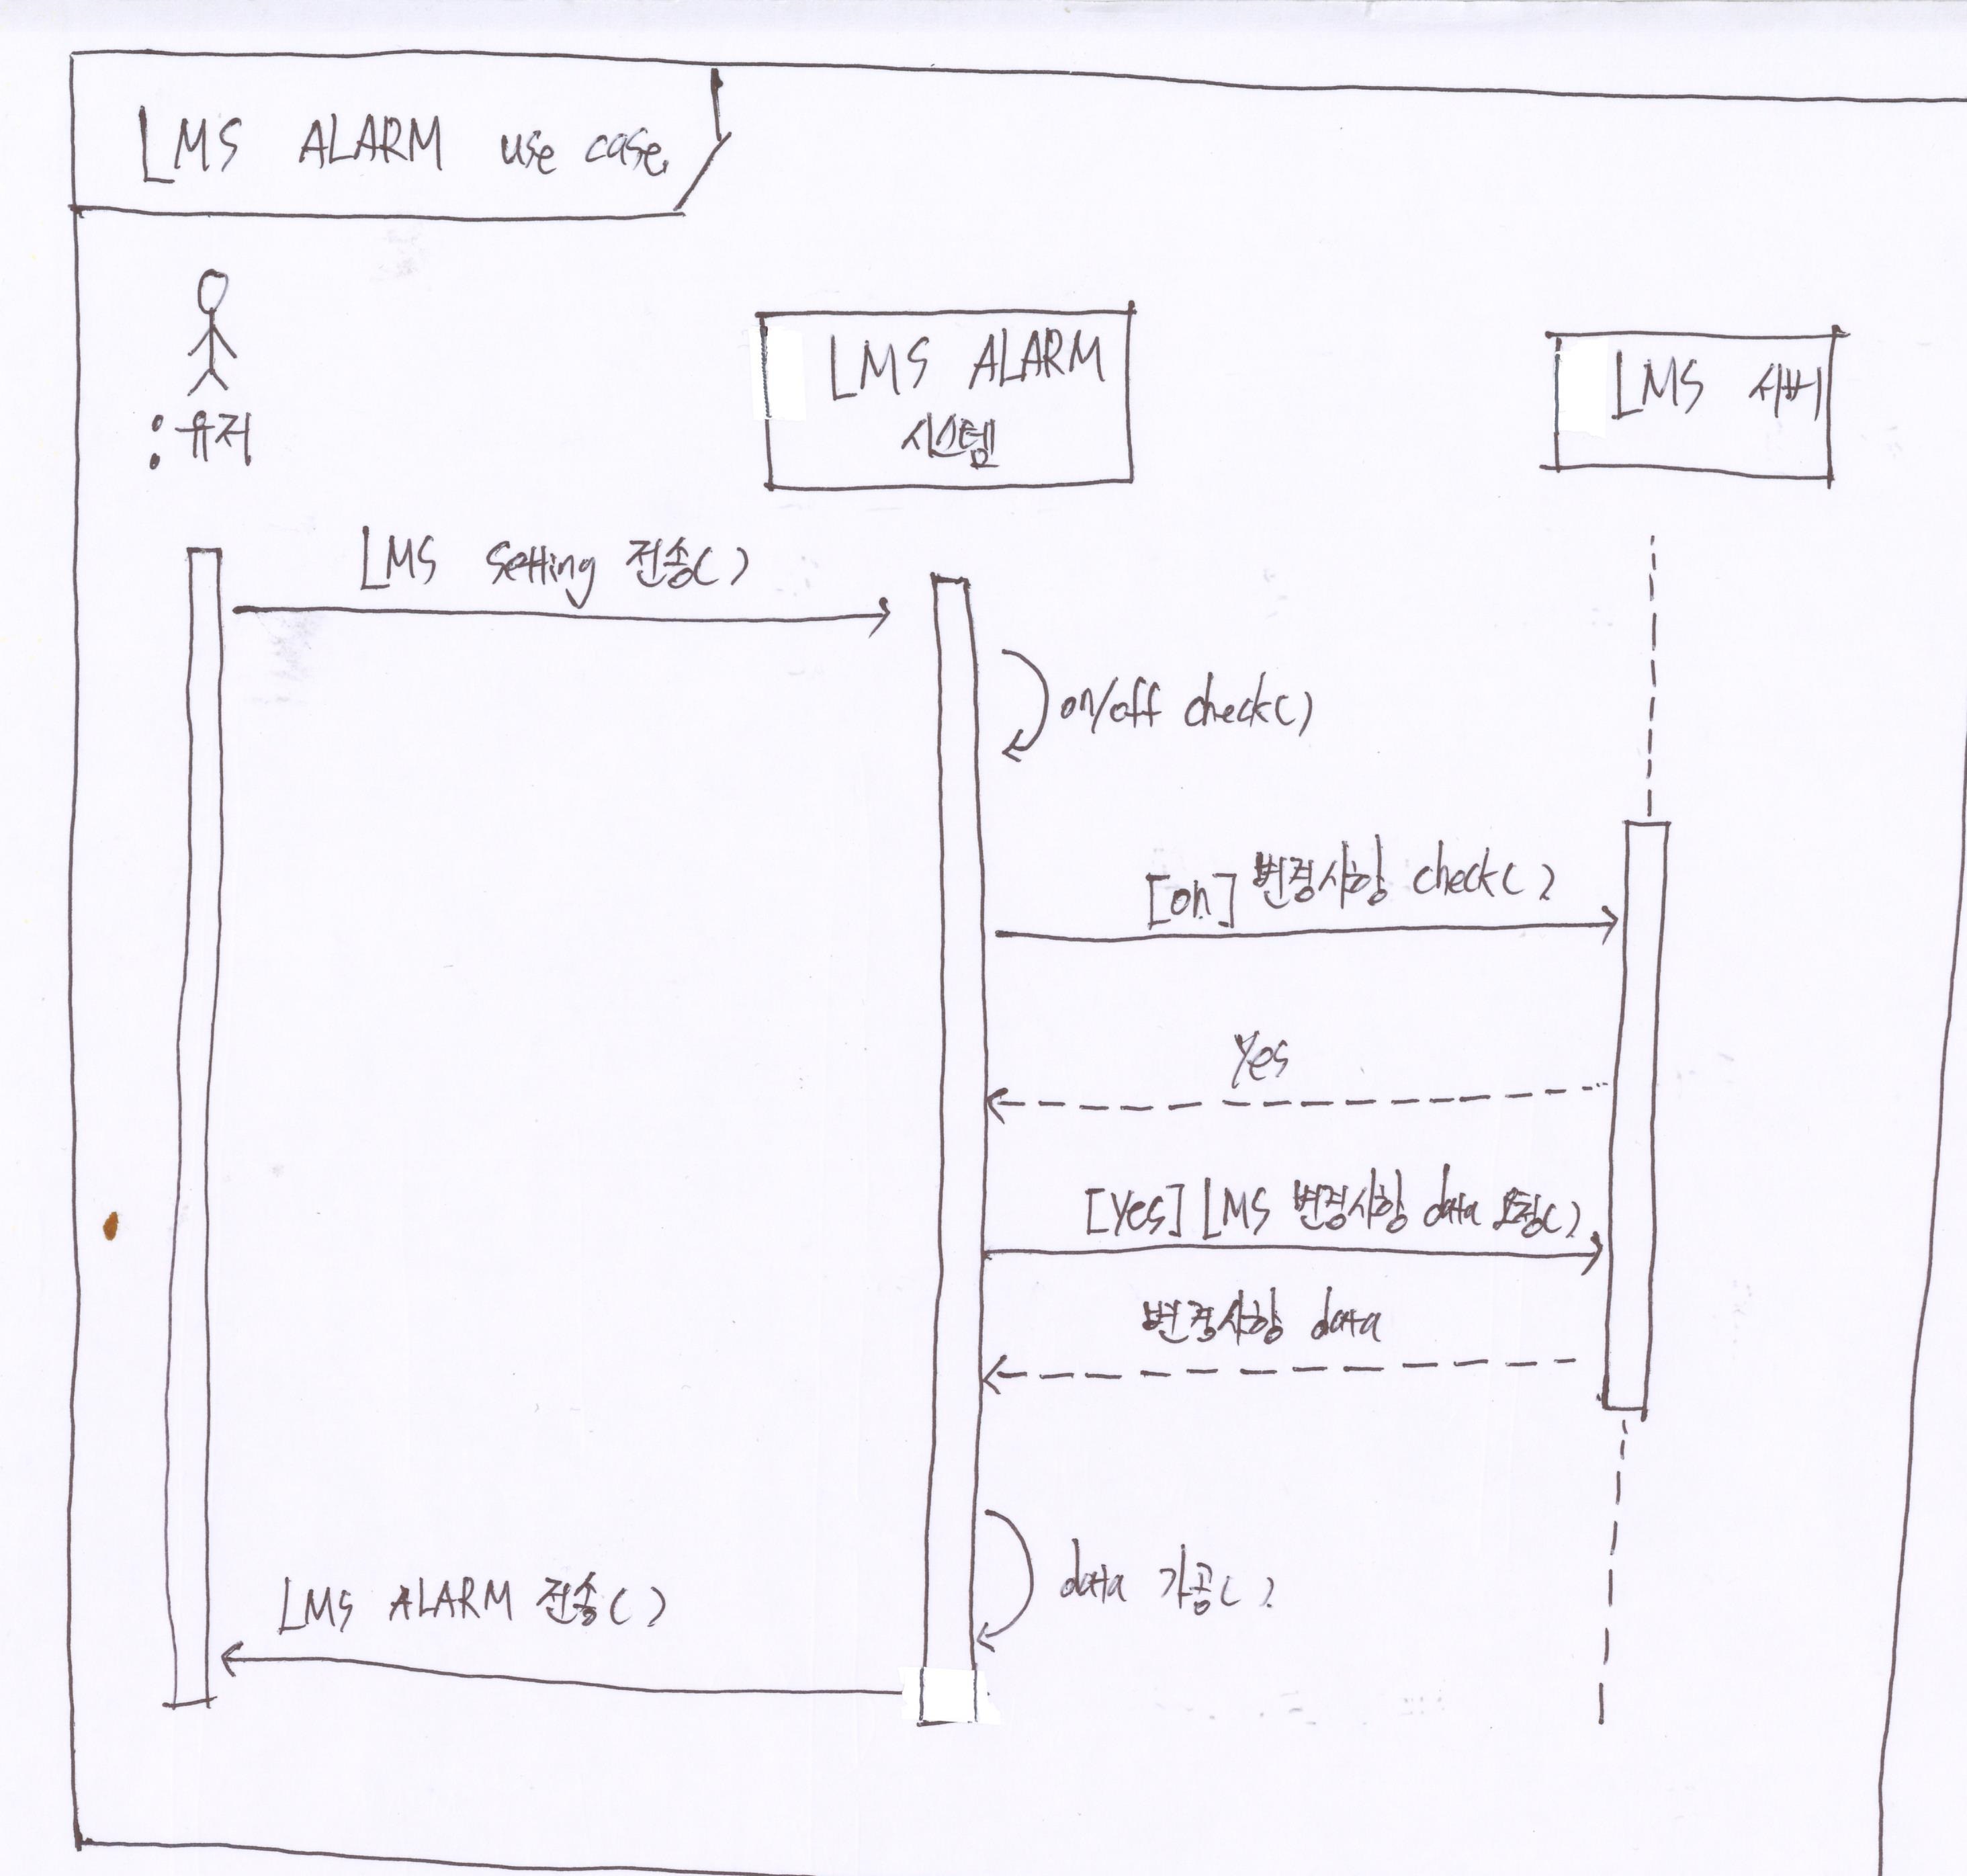 LMS ALARM use case
:유저
LMS ALARM
시스템
LMS 서버
LMS setting 전송()
on/off check()
[on] 변경사항 check()
Yes
[Yes] LMS 변경사항 data 요청()
변경사항 data
data 가공()
LMS ALARM 전송()